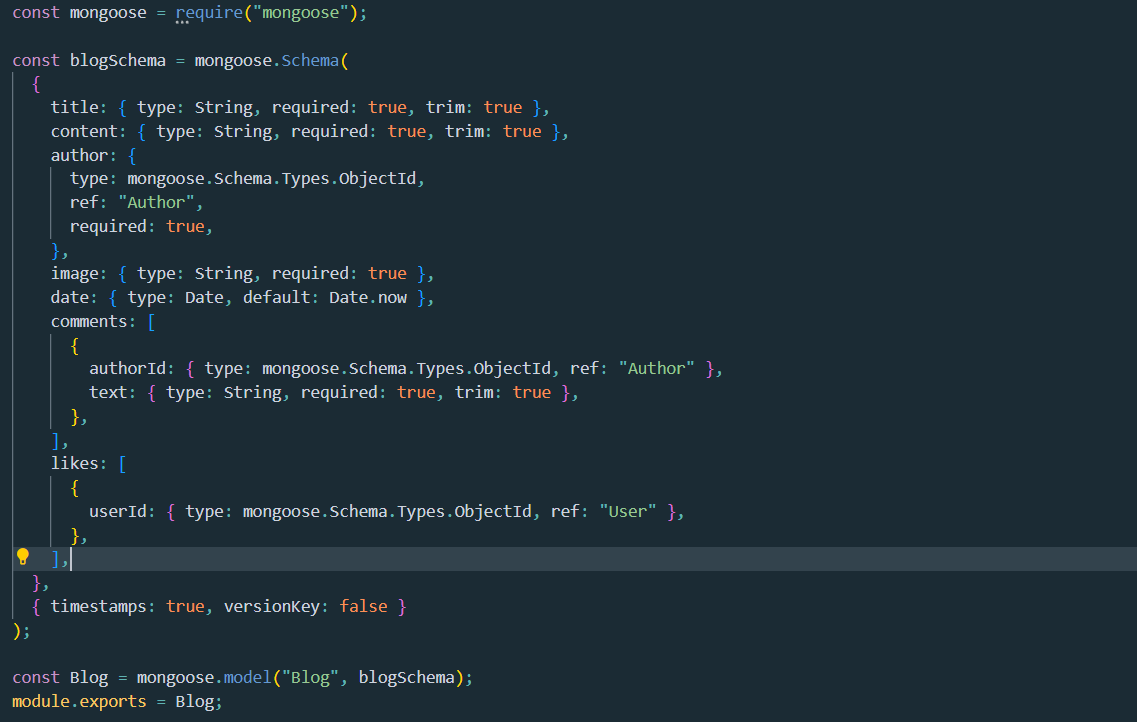 const mongoose = require("mongoose");
const blogSchema = mongoose.Schema(
{
title: { type: String, required: true, trim: true },
content: { type: String, required: true, trim: true },
author: {
type: mongoose.Schema.Types.ObjectId,
ref: "Author",
required: true,
},
image: { type: String, required: true },
date: { type: Date, default: Date.now },
comments: [
{
authorId: { type: mongoose.Schema.Types.ObjectId, ref: "Author" },
text: { type: String, required: true, trim: true },
},
],
likes: [
{
userId: { type: mongoose.Schema.Types.ObjectId, ref: "User" },
},
],
},
{ timestamps: true, versionKey: false }
);
const Blog = mongoose.model("Blog", blogSchema);
module.exports = Blog;